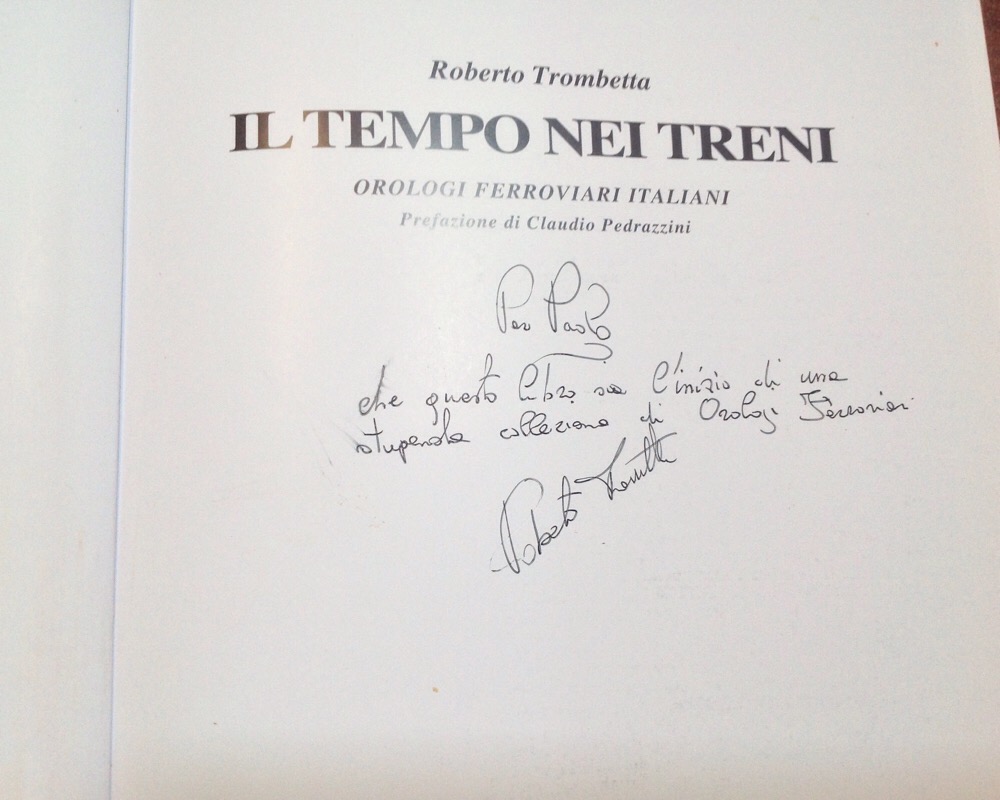 Roberto Trombetta
IL TEMPO NEI TRENI
OROLOGI FERROVIARI ITALIANI
Prefazione di Claudio Pedrazzini
Per Paolo
che questo libro sia l'inizio di una
stupenda collezione di Orologi Ferroviari
Roberto Trombetta